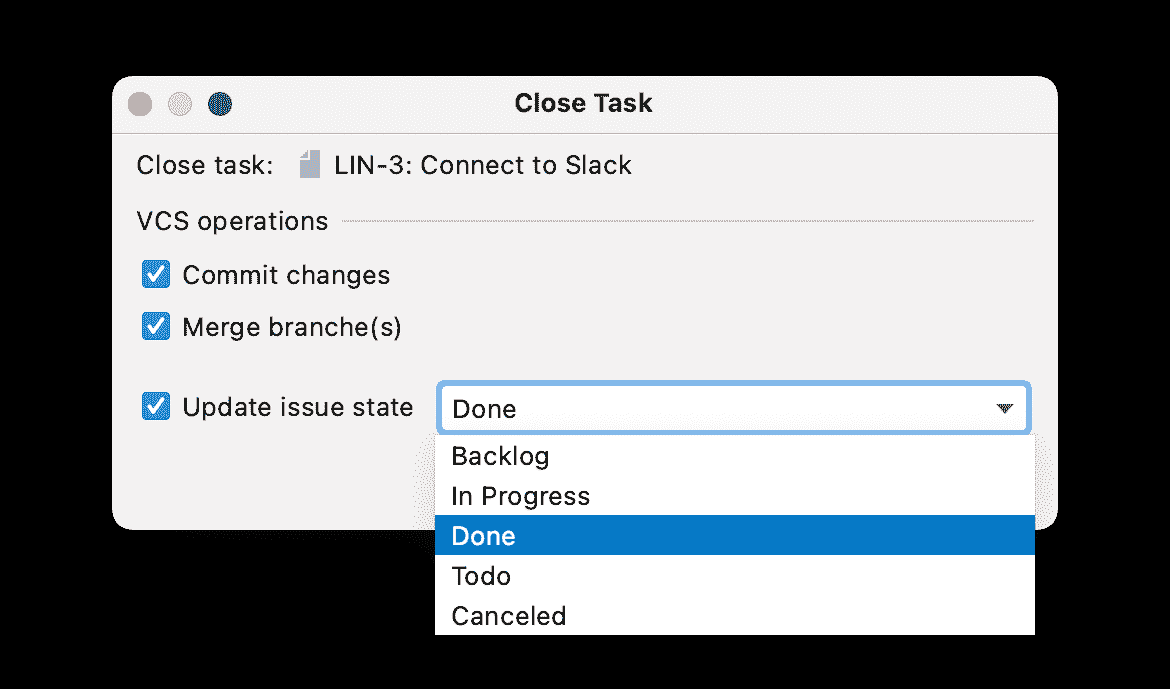 Close Task
Close task: LIN-3: Connect to Slack
VCS operations
Commit changes
Merge branche(s)
Update issue state Done
Backlog
In Progress
Done
Todo
Canceled